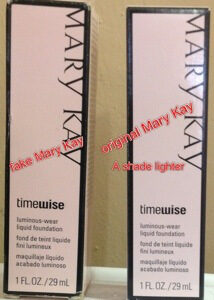 MARY KAY
fake Mary Kay
timewise
luminous-wear
liquid foundation
fond de teint liquide
fini lumineux
maquillaje líquido
acabado luminoso
1 FL. OZ./29 mL
MARY KAY
original Mary Kay
A shade lighter
timewise
luminous-wear
liquid foundation
fond de teint liquide
fini lumineux
maquillaje líquido
acabado luminoso
1 FL. OZ./29 mL